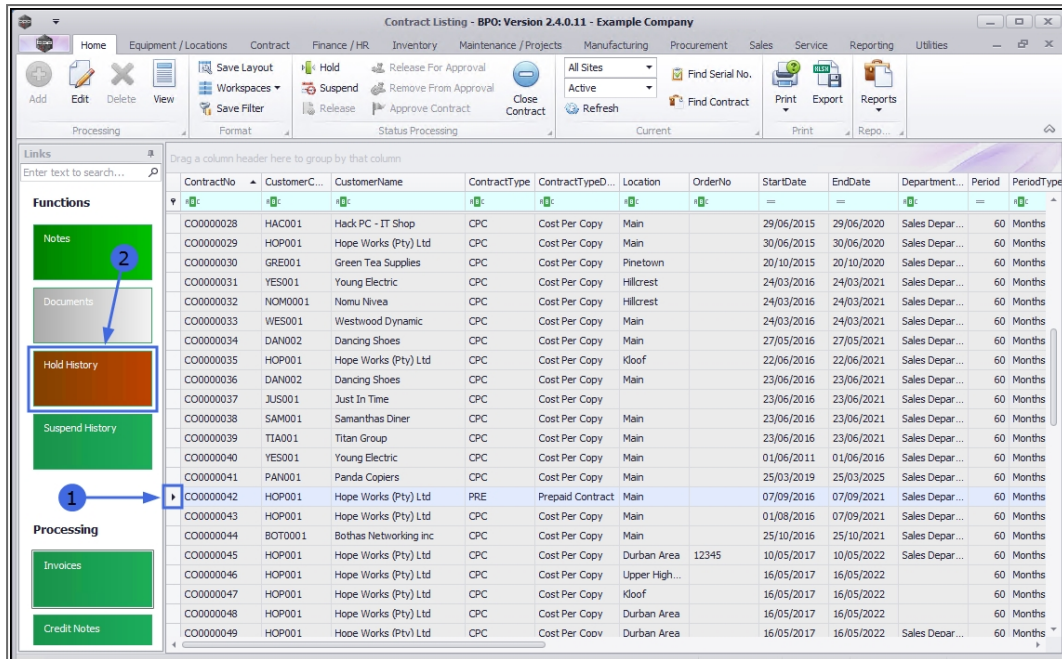 Contract Listing - BPO: Version 2.4.0.11 - Example Company
Home Equipment / Locations Contract Finance / HR Inventory Maintenance / Projects Manufacturing Procurement Sales Service Reporting Utilities
Add Edit Delete View
Save Layout
Workspaces
Save Filter
Hold
Suspend
Release
Release For Approval
Remove From Approval
Approve Contract
Close Contract
All Sites
Active
Refresh
Find Serial No.
Find Contract
Print Export Reports
Processing Format Status Processing Current Print Repo...
Links
Enter text to search...
Functions
Notes
2
Documents
Hold History
Suspend History
1
Processing
Invoices
Credit Notes
Drag a column header here to group by that column
ContractNo CustomerC... CustomerName ContractType ContractTypeD... Location OrderNo StartDate EndDate Department... Period PeriodType
CO0000028 HAC001 Hack PC - IT Shop CPC Cost Per Copy Main 29/06/2015 29/06/2020 Sales Depar... 60 Months
CO0000029 HOP001 Hope Works (Pty) Ltd CPC Cost Per Copy Main 30/06/2015 30/06/2020 Sales Depar... 60 Months
CO0000030 GRE001 Green Tea Supplies CPC Cost Per Copy Pinetown 20/10/2015 20/10/2020 Sales Depar... 60 Months
CO0000031 YES001 Young Electric CPC Cost Per Copy Hillcrest 24/03/2016 24/03/2021 Sales Depar... 60 Months
CO0000032 NOM0001 Nomu Nivea CPC Cost Per Copy Hillcrest 24/03/2016 24/03/2021 Sales Depar... 60 Months
CO0000033 WES001 Westwood Dynamic CPC Cost Per Copy Main 24/03/2016 24/03/2021 Sales Depar... 60 Months
CO0000034 DAN002 Dancing Shoes CPC Cost Per Copy Main 27/05/2016 27/05/2021 Sales Depar... 60 Months
CO0000035 HOP001 Hope Works (Pty) Ltd CPC Cost Per Copy Kloof 22/06/2016 22/06/2021 Sales Depar... 60 Months
CO0000036 DAN002 Dancing Shoes CPC Cost Per Copy Main 23/06/2016 23/06/2021 Sales Depar... 60 Months
CO0000037 JUS001 Just In Time CPC Cost Per Copy 23/06/2016 23/06/2021 Sales Depar... 60 Months
CO0000038 SAM001 Samanthas Diner CPC Cost Per Copy Main 23/06/2016 23/06/2021 Sales Depar... 60 Months
CO0000039 TIA001 Titan Group CPC Cost Per Copy Main 23/06/2016 23/06/2021 Sales Depar... 60 Months
CO0000040 YES001 Young Electric CPC Cost Per Copy Main 01/06/2011 01/06/2016 Sales Depar... 60 Months
CO0000041 PAN001 Panda Copiers CPC Cost Per Copy Main 25/03/2019 25/03/2025 Sales Depar... 60 Months
CO0000042 HOP001 Hope Works (Pty) Ltd PRE Prepaid Contract Main 07/09/2016 07/09/2021 Sales Depar... 60 Months
CO0000043 HOP001 Hope Works (Pty) Ltd CPC Cost Per Copy Main 01/08/2016 07/09/2021 Sales Depar... 60 Months
CO0000044 BOT0001 Bothas Networking inc CPC Cost Per Copy Main 25/10/2016 25/10/2021 Sales Depar... 60 Months
CO0000045 HOP001 Hope Works (Pty) Ltd CPC Cost Per Copy Durban Area 12345 10/05/2017 10/05/2022 Sales Depar... 60 Months
CO0000046 HOP001 Hope Works (Pty) Ltd CPC Cost Per Copy Upper High... 16/05/2017 16/05/2022 60 Months
CO0000047 HOP001 Hope Works (Pty) Ltd CPC Cost Per Copy Kloof 16/05/2017 16/05/2022 60 Months
CO0000048 HOP001 Hope Works (Pty) Ltd CPC Cost Per Copy Durban Area 16/05/2017 16/05/2022 60 Months
CO0000049 HOP001 Hope Works (Pty) Ltd CPC Cost Per Copy Durban Area 16/05/2017 16/05/2022 Sales Depar... 60 Months